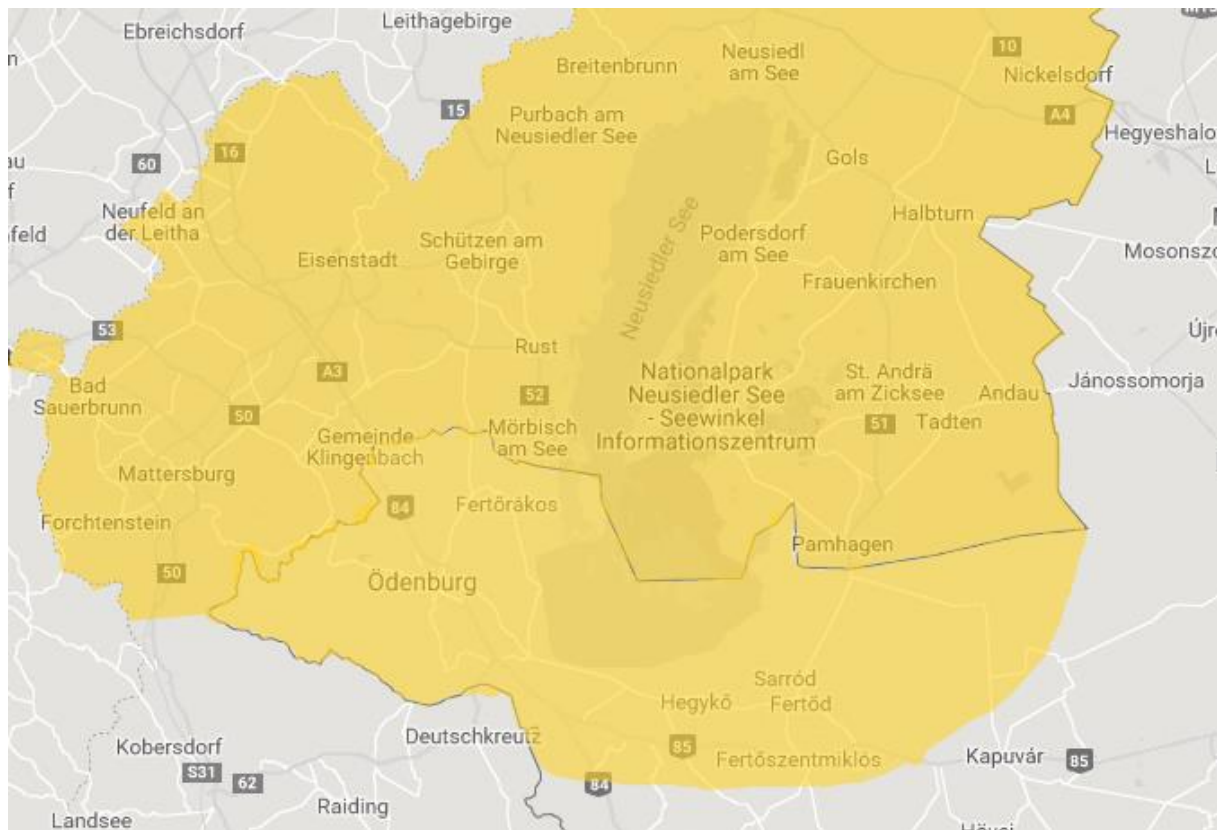 Ebreichsdorf
Leithagebirge
Breitenbrunn
Neusiedl
am See
10
Nickelsdorf
15
A4
Purbach am
Neusiedler See
Hegyeshalo
16
60
Gols
Neufeld an
der Leitha
Halbturn
feld
Eisenstadt
Schützen am
Gebirge
Neusiedler See
Podersdorf
am See
Mosonszo
Frauenkirchen
53
Rust
Újre
A3
Bad
Sauerbrunn
52
Nationalpark
Neusiedler See
- Seewinkel
Informationszentrum
St. Andrä
am Zicksee
Andau
Jánossomorja
S0
Gemeinde
Klingenbach
Mörbisch
am See
51
Tadten
Mattersburg
84
Fertőrákos
Forchtenstein
Pamhagen
50
Ödenburg
Sarród
Hegykő
Fertőd
Kobersdorf
Deutschkreutz
85
Fertőszentmiklós
Kapuvár
85
S31
62
84
Raiding
Landsee